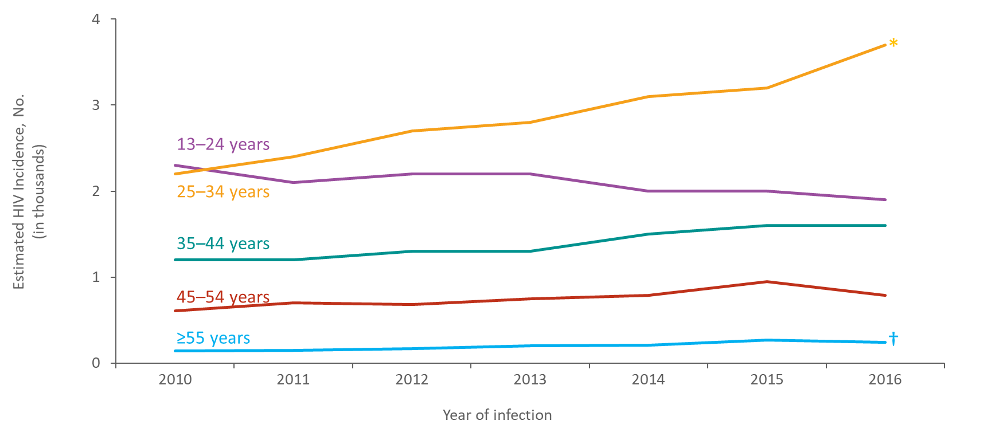 Estimated HIV Incidence, No.
(in thousands)
4
3
2
1
0
13–24 years
25–34 years
35–44 years
45–54 years
≥55 years
*
†
2010 2011 2012 2013 2014 2015 2016
Year of infection